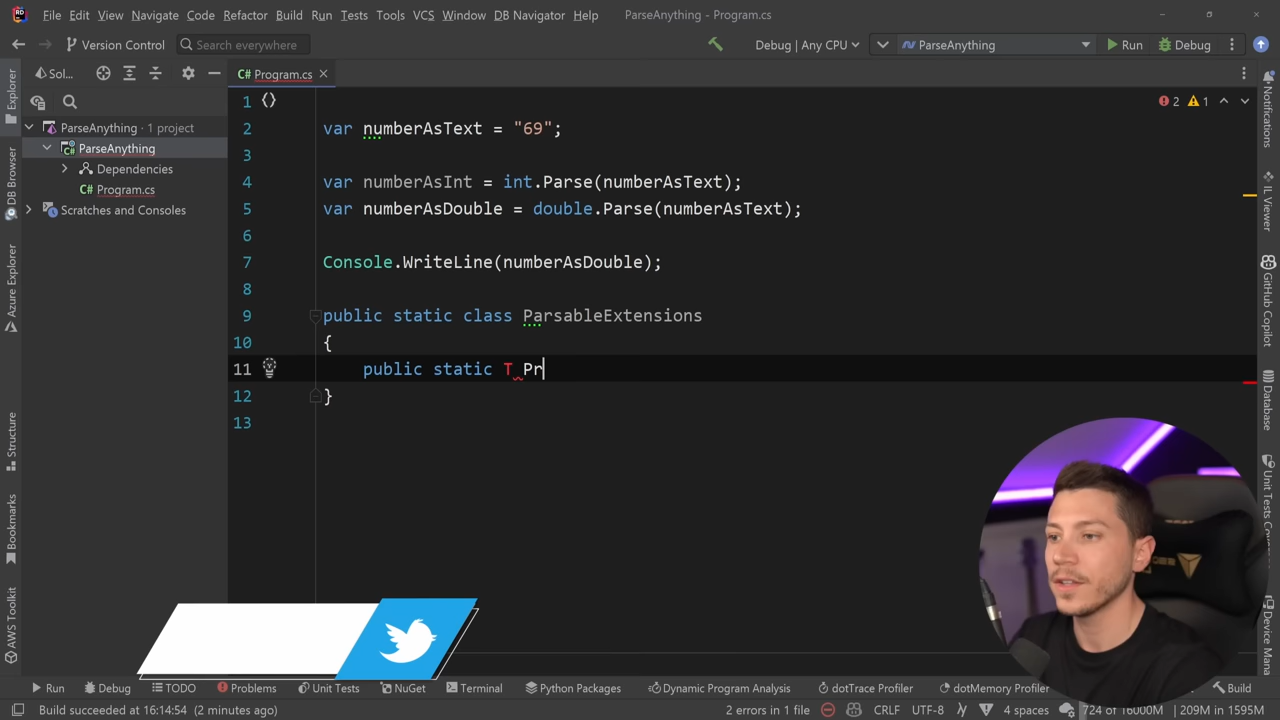 File Edit View Navigate Code Refactor Build Run Tests Tools VCS Window DB Navigator Help ParseAnything - Program.cs
Version Control Search everywhere Debug | Any CPU ParseAnything Run Debug
Sol... C# Program.cs
Explorer
DB Browser
Azure Explorer
Structure
Bookmarks
AWS Toolkit
ParseAnything · 1 project
ParseAnything
Dependencies
C# Program.cs
Scratches and Consoles
2 1
1
2 var numberAsText = "69";
3
4 var numberAsInt = int.Parse(numberAsText);
5 var numberAsDouble = double.Parse(numberAsText);
6
7 Console.WriteLine(numberAsDouble);
8
9 public static class ParsableExtensions
10 {
11 public static T Pr
12 }
13
Notifications
IL Viewer
GitHub Copilot
Database
Unit Tests
Device Mana
Run Debug TODO Problems Unit Tests NuGet Terminal Python Packages Dynamic Program Analysis dotTrace Profiler dotMemory Profiler Build
Build succeeded at 16:14:54 (2 minutes ago) 2 errors in 1 file CRLF UTF-8 4 spaces 724 of 16000M 209M in 1595M